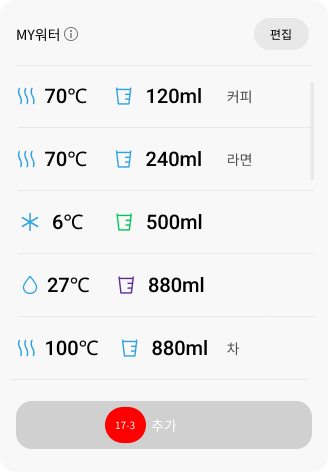 MY워터 편집
70℃ 120ml 커피
70℃ 240ml 라면
6℃ 500ml
27℃ 880ml
100℃ 880ml 차
17-3 추가